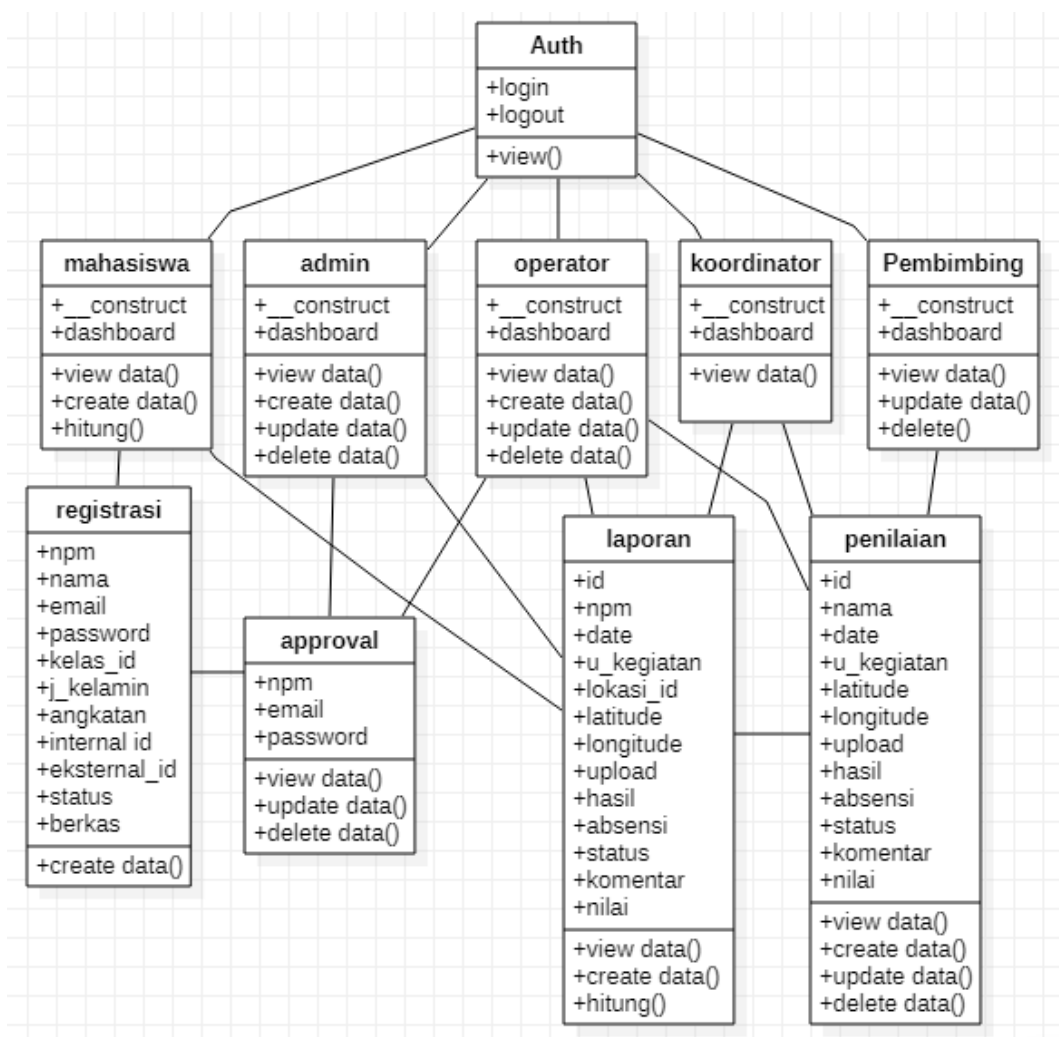 Auth
+login
+logout
+view()
mahasiswa
+__construct
+dashboard
+view data()
+create data()
+hitung()
admin
+__construct
+dashboard
+view data()
+create data()
+update data()
+delete data()
operator
+__construct
+dashboard
+view data()
+create data()
+update data()
+delete data()
koordinator
+__construct
+dashboard
+view data()
Pembimbing
+__construct
+dashboard
+view data()
+update data()
+delete()
registrasi
+npm
+nama
+email
+password
+kelas_id
+j_kelamin
+angkatan
+internal id
+eksternal_id
+status
+berkas
+create data()
approval
+npm
+email
+password
+view data()
+update data()
+delete data()
laporan
+id
+npm
+date
+u_kegiatan
+lokasi_id
+latitude
+longitude
+upload
+hasil
+absensi
+status
+komentar
+nilai
+view data()
+create data()
+hitung()
penilaian
+id
+nama
+date
+u_kegiatan
+latitude
+longitude
+upload
+hasil
+absensi
+status
+komentar
+nilai
+view data()
+create data()
+update data()
+delete data()